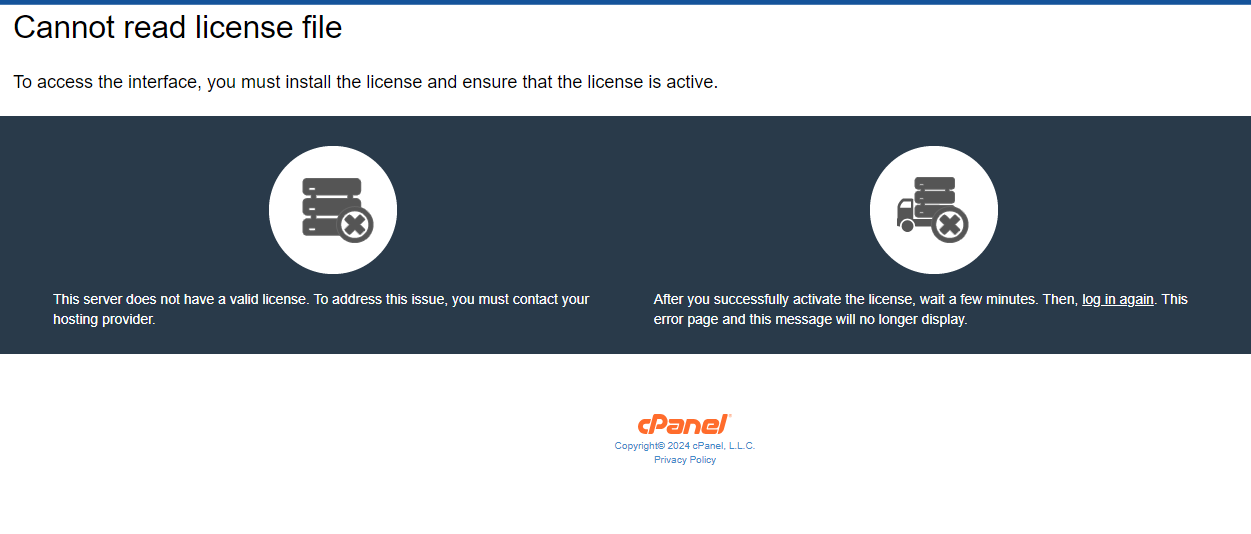 Cannot read license file
To access the interface, you must install the license and ensure that the license is active.
This server does not have a valid license. To address this issue, you must contact your
hosting provider.
After you successfully activate the license, wait a few minutes. Then, log in again. This
error page and this message will no longer display.
cPanel®
Copyright© 2024 cPanel, L.L.C.
Privacy Policy